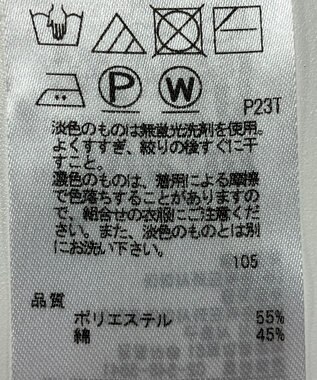 P W P23T
淡色のものは無蛍光洗剤を使用。
よくすすぎ、絞りの後すぐに干
すこと。
濃色のものは、着用による摩擦
で色落ちすることがありますの
で、組合せの衣服にご注意くだ
さい。また、淡色のものとは別
にお洗い下さい。
105
品質
ポリエステル 55%
綿 45%